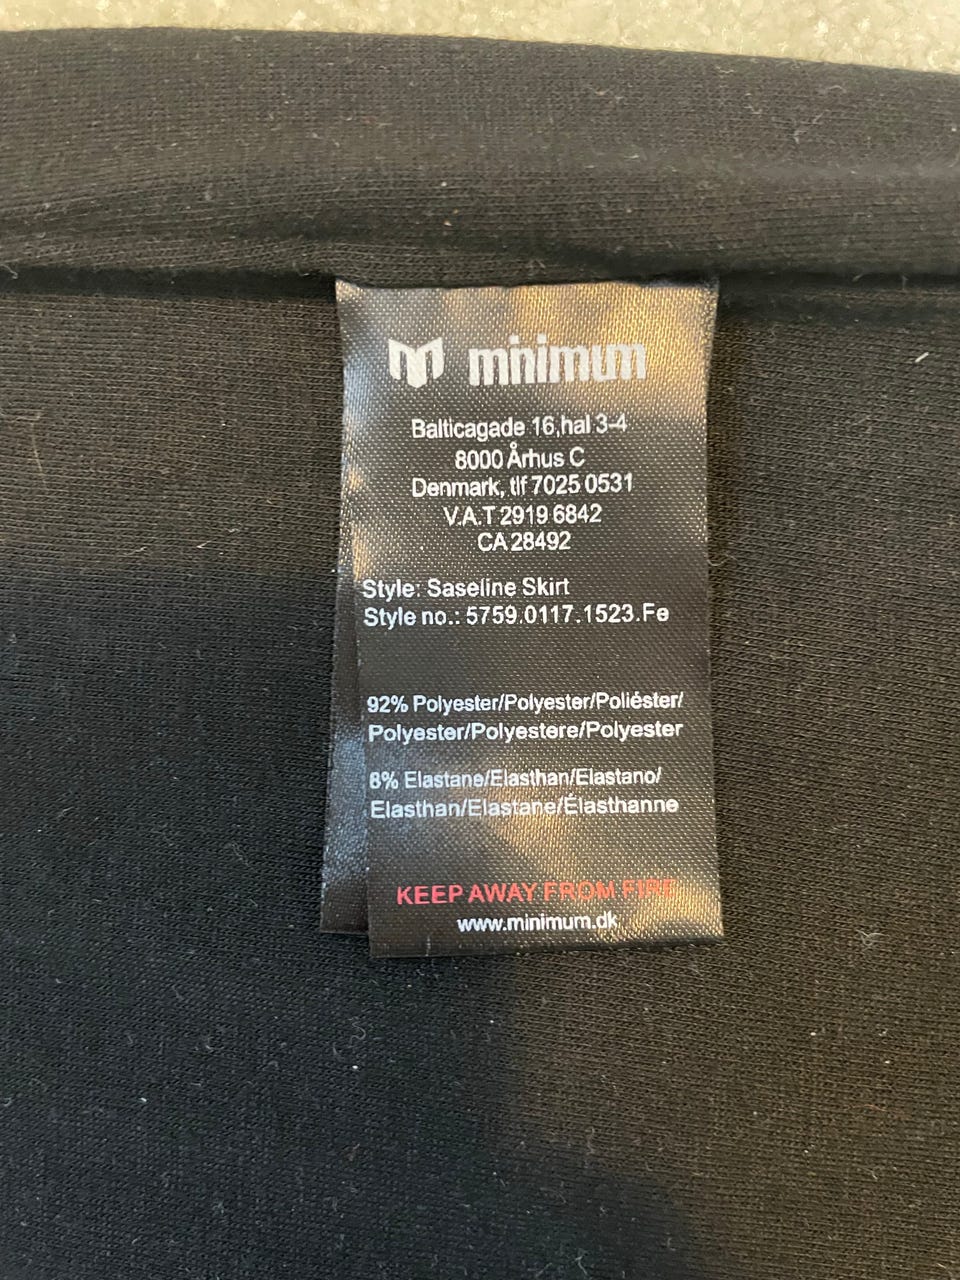 minimum
Balticagade 16,hal 3-4
8000 Århus C
Denmark, tlf 7025 0531
V.A.T 2919 6842
CA 28492
Style: Saseline Skirt
Style no.: 5759.0117.1523.Fe
92% Polyester/Polyester/Poliéster/
Polyester/Polyestere/Polyester
8% Elastane/Elasthan/Elastano/
Elasthan/Elastane/Élasthanne
KEEP AWAY FROM FIRE
www.minimum.dk